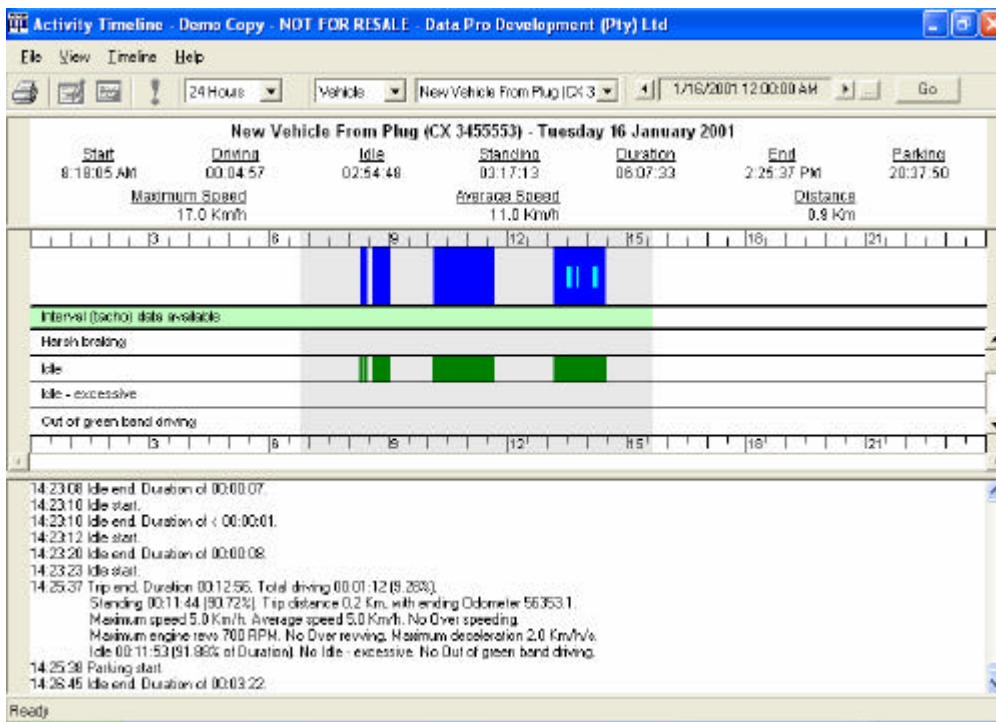 Activity Timeline - Demo Copy - NOT FOR RESALE - Data Pro Development (Pty) Ltd
File View Timeline Help
24 Hours Vehicle New Vehicle From Plug (CX 3 1/16/2001 12:00:00 AM ... Go
New Vehicle From Plug (CX 3455553) - Tuesday 16 January 2001
Start Driving Idle Standing Duration End Parking
8:18:05 AM 00:04:57 02:54:48 03:17:13 06:07:33 2:25:37 PM 20:37:50
Maximum Speed Average Speed Distance
17.0 Km/h 11.0 Km/h 0.9 Km
3 6 9 12 15 18 21
Interval (tacho) data available
Harsh braking
Idle
Idle - excessive
Out of green band driving
3 6 9 12 15 18 21
14:23:08 Idle end. Duration of 00:00:07.
14:23:10 Idle start.
14:23:10 Idle end. Duration of < 00:00:01.
14:23:12 Idle start.
14:23:20 Idle end. Duration of 00:00:08.
14:23:23 Idle start.
14:25:37 Trip end. Duration 00:12:56. Total driving 00:01:12 (9.28%).
Standing 00:11:44 (90.72%). Trip distance 0.2 Km, with ending Odometer 56353.1.
Maximum speed 5.0 Km/h. Average speed 5.0 Km/h. No Over speeding.
Maximum engine revs 700 RPM. No Over revving. Maximum deceleration 2.0 Km/h/s.
Idle 00:11:53 (91.88% of Duration). No Idle - excessive. No Out of green band driving.
14:25:38 Parking start.
14:26:45 Idle end. Duration of 00:03:22.
Ready